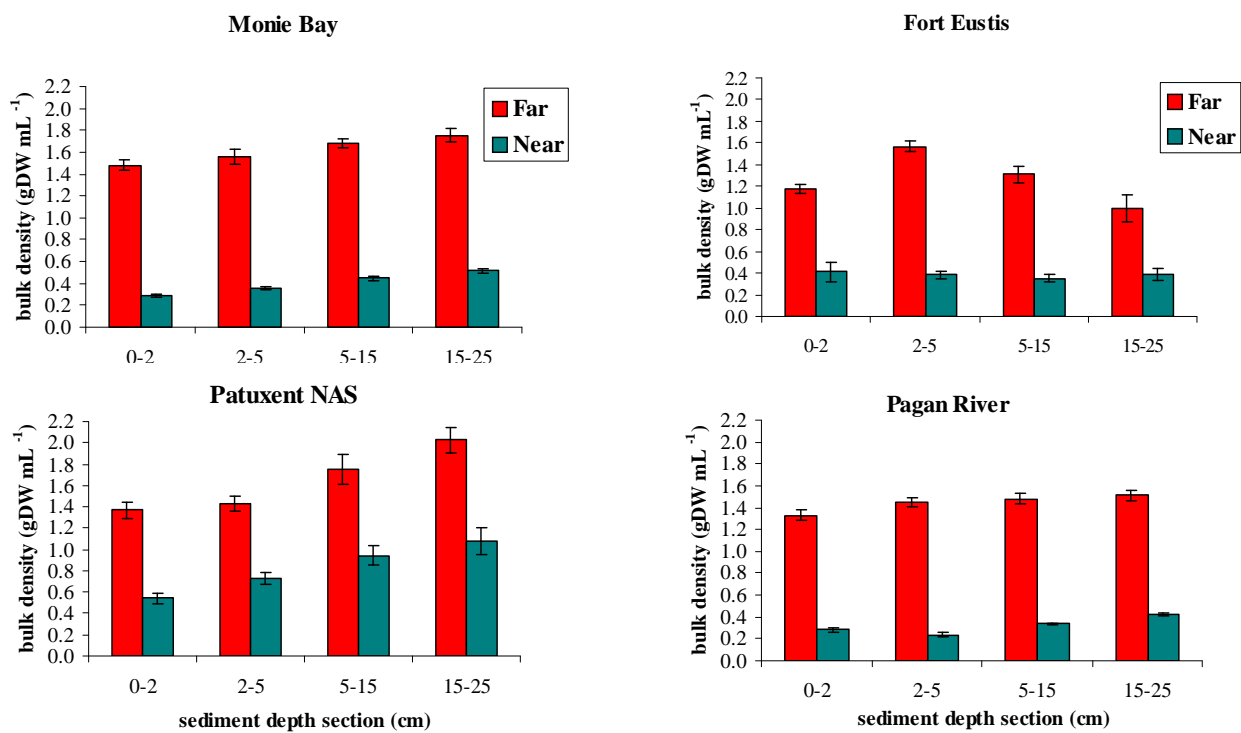 Monie Bay
bulk density (gDW mL -1)
2.2
2.0
1.8
1.6
1.4
1.2
1.0
0.8
0.6
0.4
0.2
0.0
Far
Near
0-2 2-5 5-15 15-25
Fort Eustis
bulk density (gDW mL -1)
2.2
2.0
1.8
1.6
1.4
1.2
1.0
0.8
0.6
0.4
0.2
0.0
Far
Near
0-2 2-5 5-15 15-25
Patuxent NAS
bulk density (gDW mL -1)
2.2
2.0
1.8
1.6
1.4
1.2
1.0
0.8
0.6
0.4
0.2
0.0
0-2 2-5 5-15 15-25
sediment depth section (cm)
Pagan River
bulk density (gDW mL -1)
2.2
2.0
1.8
1.6
1.4
1.2
1.0
0.8
0.6
0.4
0.2
0.0
0-2 2-5 5-15 15-25
sediment depth section (cm)